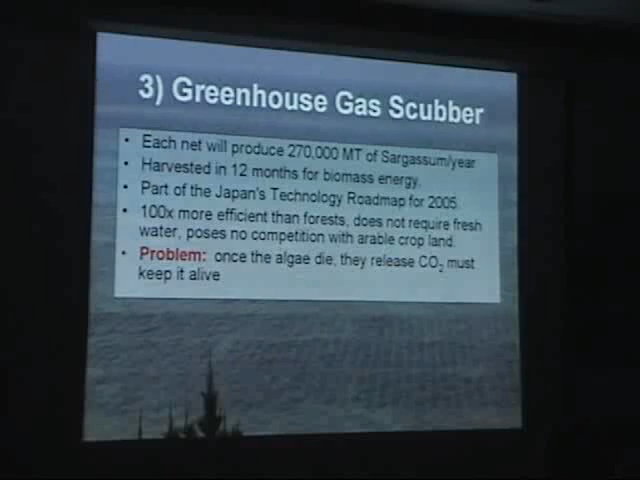 3) Greenhouse Gas Scubber
• Each net will produce 270,000 MT of Sargassum/year
• Harvested in 12 months for biomass energy.
• Part of the Japan's Technology Roadmap for 2005.
• 100x more efficient than forests, does not require fresh
water, poses no competition with arable crop land.
• Problem: once the algae die, they release CO₂ must
keep it alive